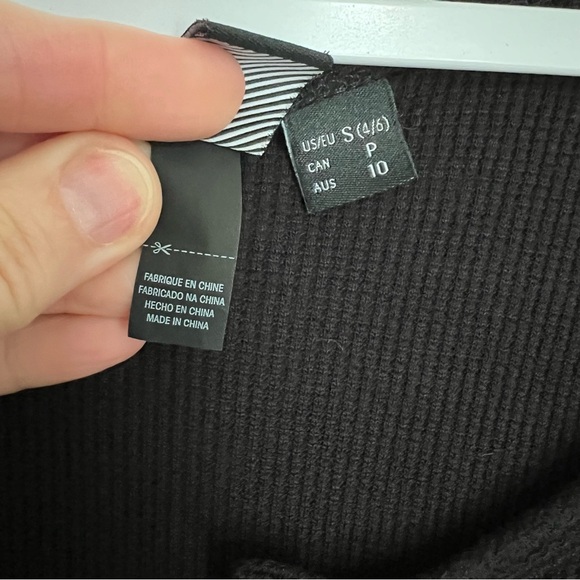 US/EU S (4/6)
CAN P
AUS 10
FABRIQUE EN CHINE
FABRICADO NA CHINA
HECHO EN CHINA
MADE IN CHINA